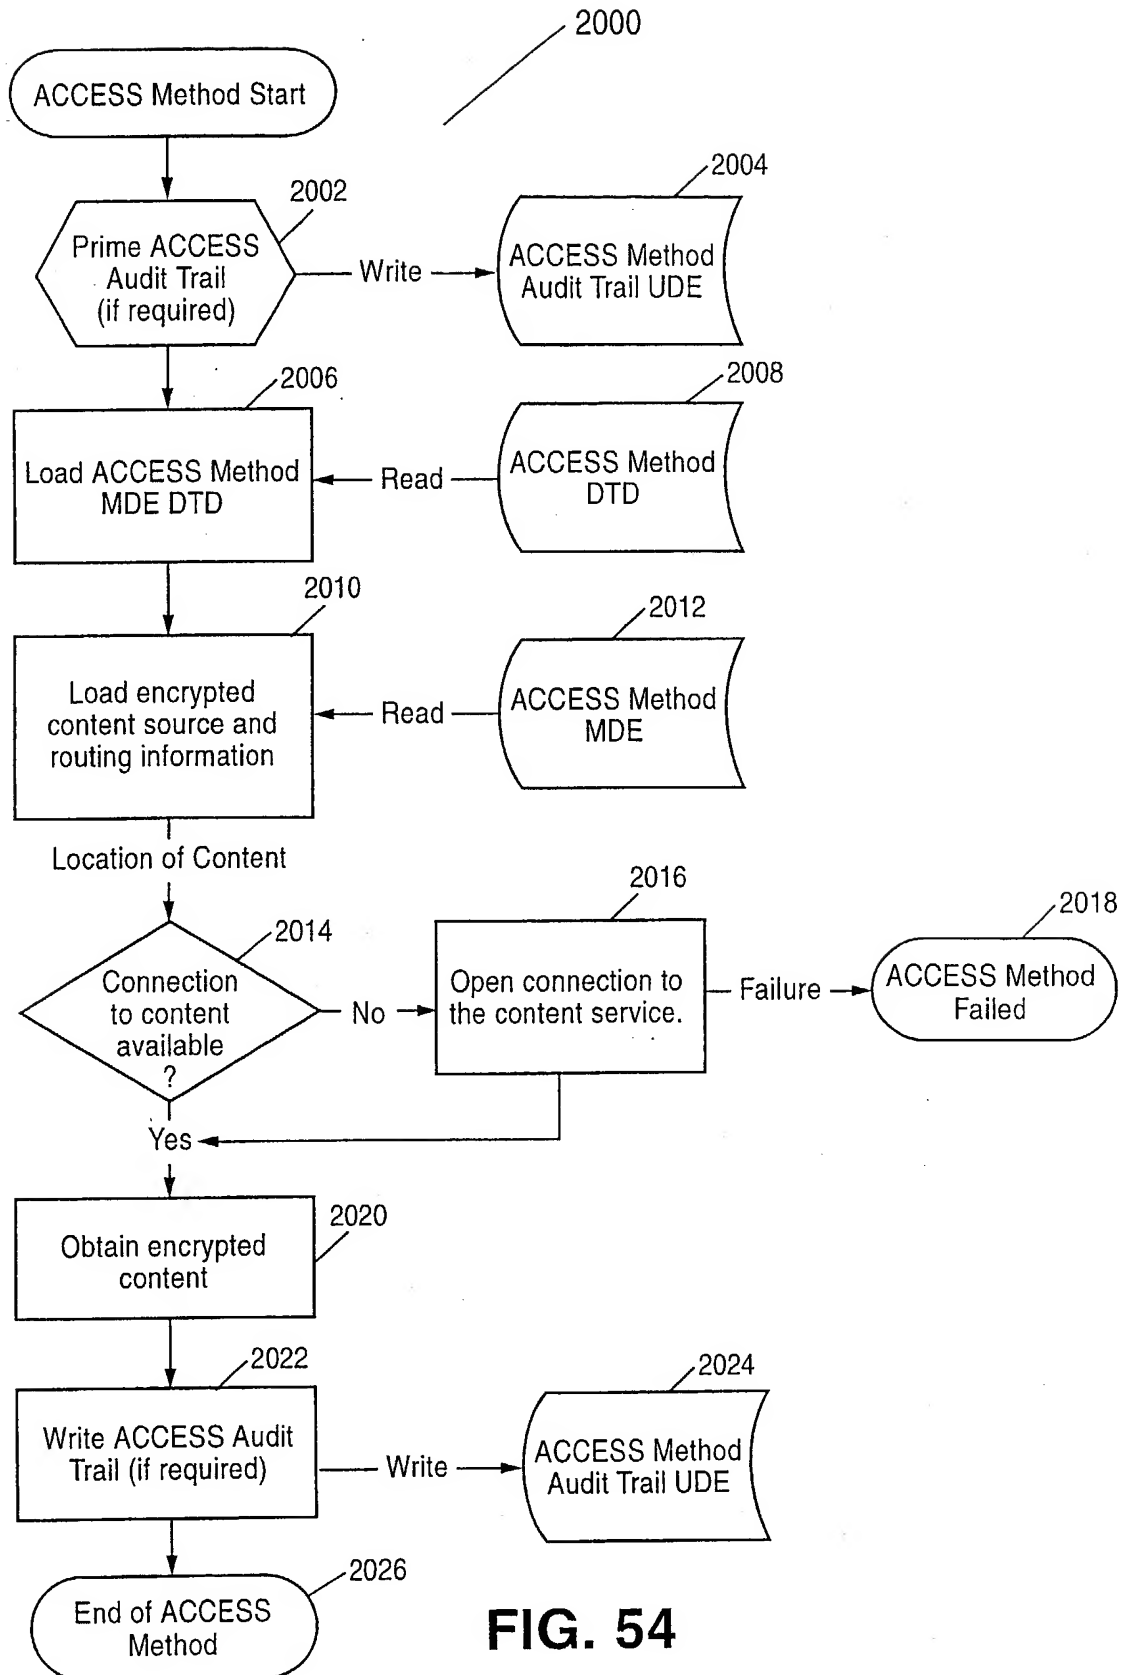 2000
ACCESS Method Start
2002
Prime ACCESS
Audit Trail
(if required)
Write
2004
ACCESS Method
Audit Trail UDE
2006
Load ACCESS Method
MDE DTD
Read
2008
ACCESS Method
DTD
2010
Load encrypted
content source and
routing information
Read
2012
ACCESS Method
MDE
Location of Content
2014
Connection
to content
available
?
No
2016
Open connection to
the content service.
Failure
2018
ACCESS Method
Failed
Yes
2020
Obtain encrypted
content
2022
Write ACCESS Audit
Trail (if required)
Write
2024
ACCESS Method
Audit Trail UDE
2026
End of ACCESS
Method
FIG. 54